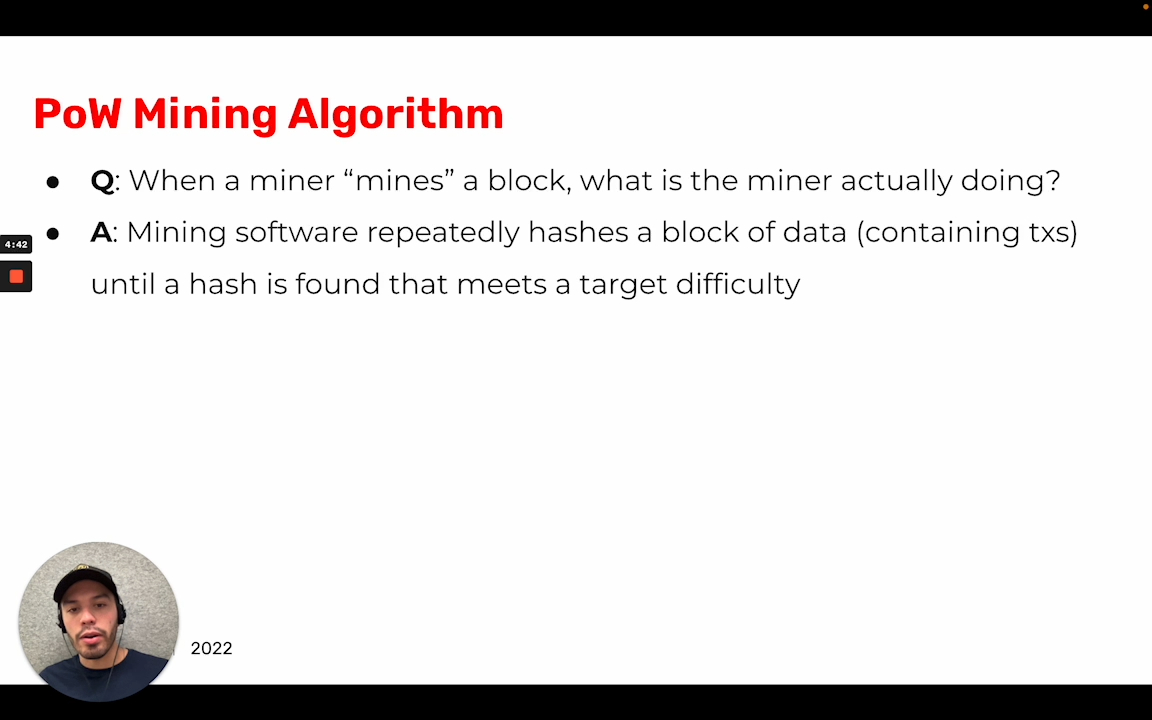 PoW Mining Algorithm
● Q: When a miner “mines” a block, what is the miner actually doing?
4:42
● A: Mining software repeatedly hashes a block of data (containing txs)
until a hash is found that meets a target difficulty
2022